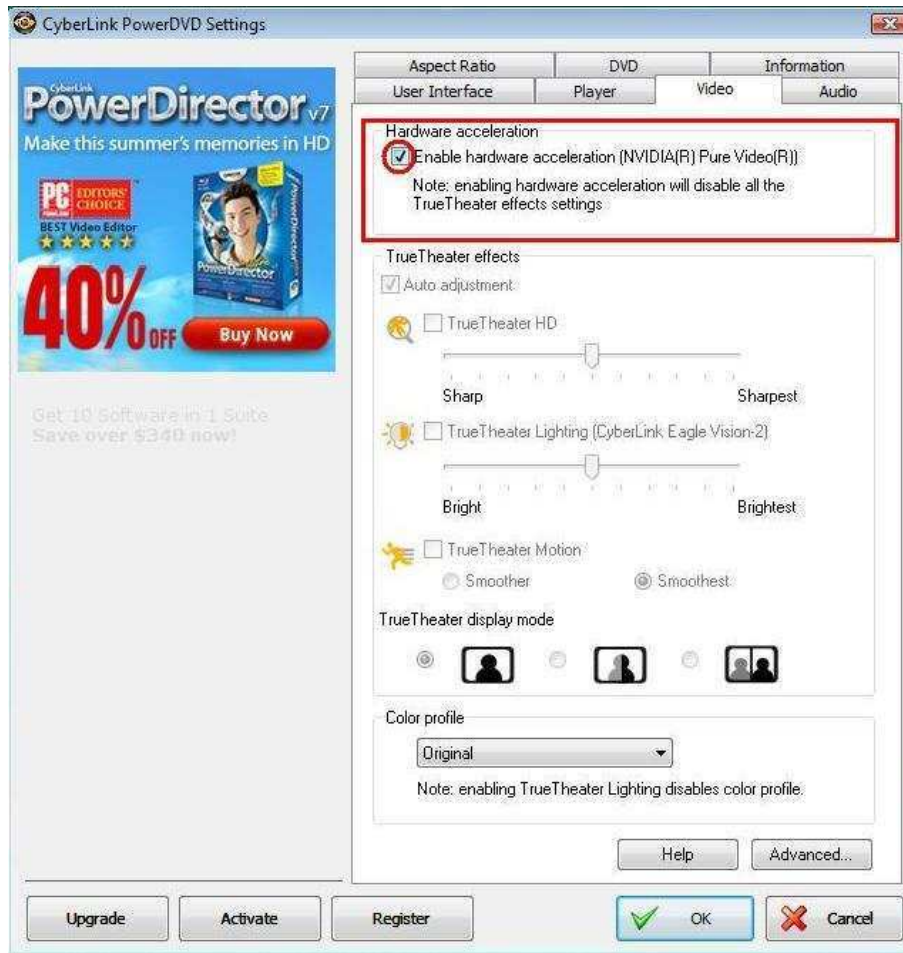 CyberLink PowerDVD Settings
CyberLink
PowerDirector v7
Make this summer's memories in HD
PC EDITORS' CHOICE
BEST Video Editor
PowerDirector
40% OFF
Buy Now
Get 10 Software in 1 Suite
Save over $340 now!
Aspect Ratio
DVD
Information
User Interface
Player
Video
Audio
Hardware acceleration
Enable hardware acceleration (NVIDIA(R) Pure Video(R))
Note: enabling hardware acceleration will disable all the
TrueTheater effects settings
TrueTheater effects
Auto adjustment
TrueTheater HD
Sharp
Sharpest
TrueTheater Lighting (CyberLink Eagle Vision-2)
Bright
Brightest
TrueTheater Motion
Smoother
Smoothest
TrueTheater display mode
Color profile
Original
Note: enabling TrueTheater Lighting disables color profile.
Help
Advanced...
Upgrade
Activate
Register
OK
Cancel